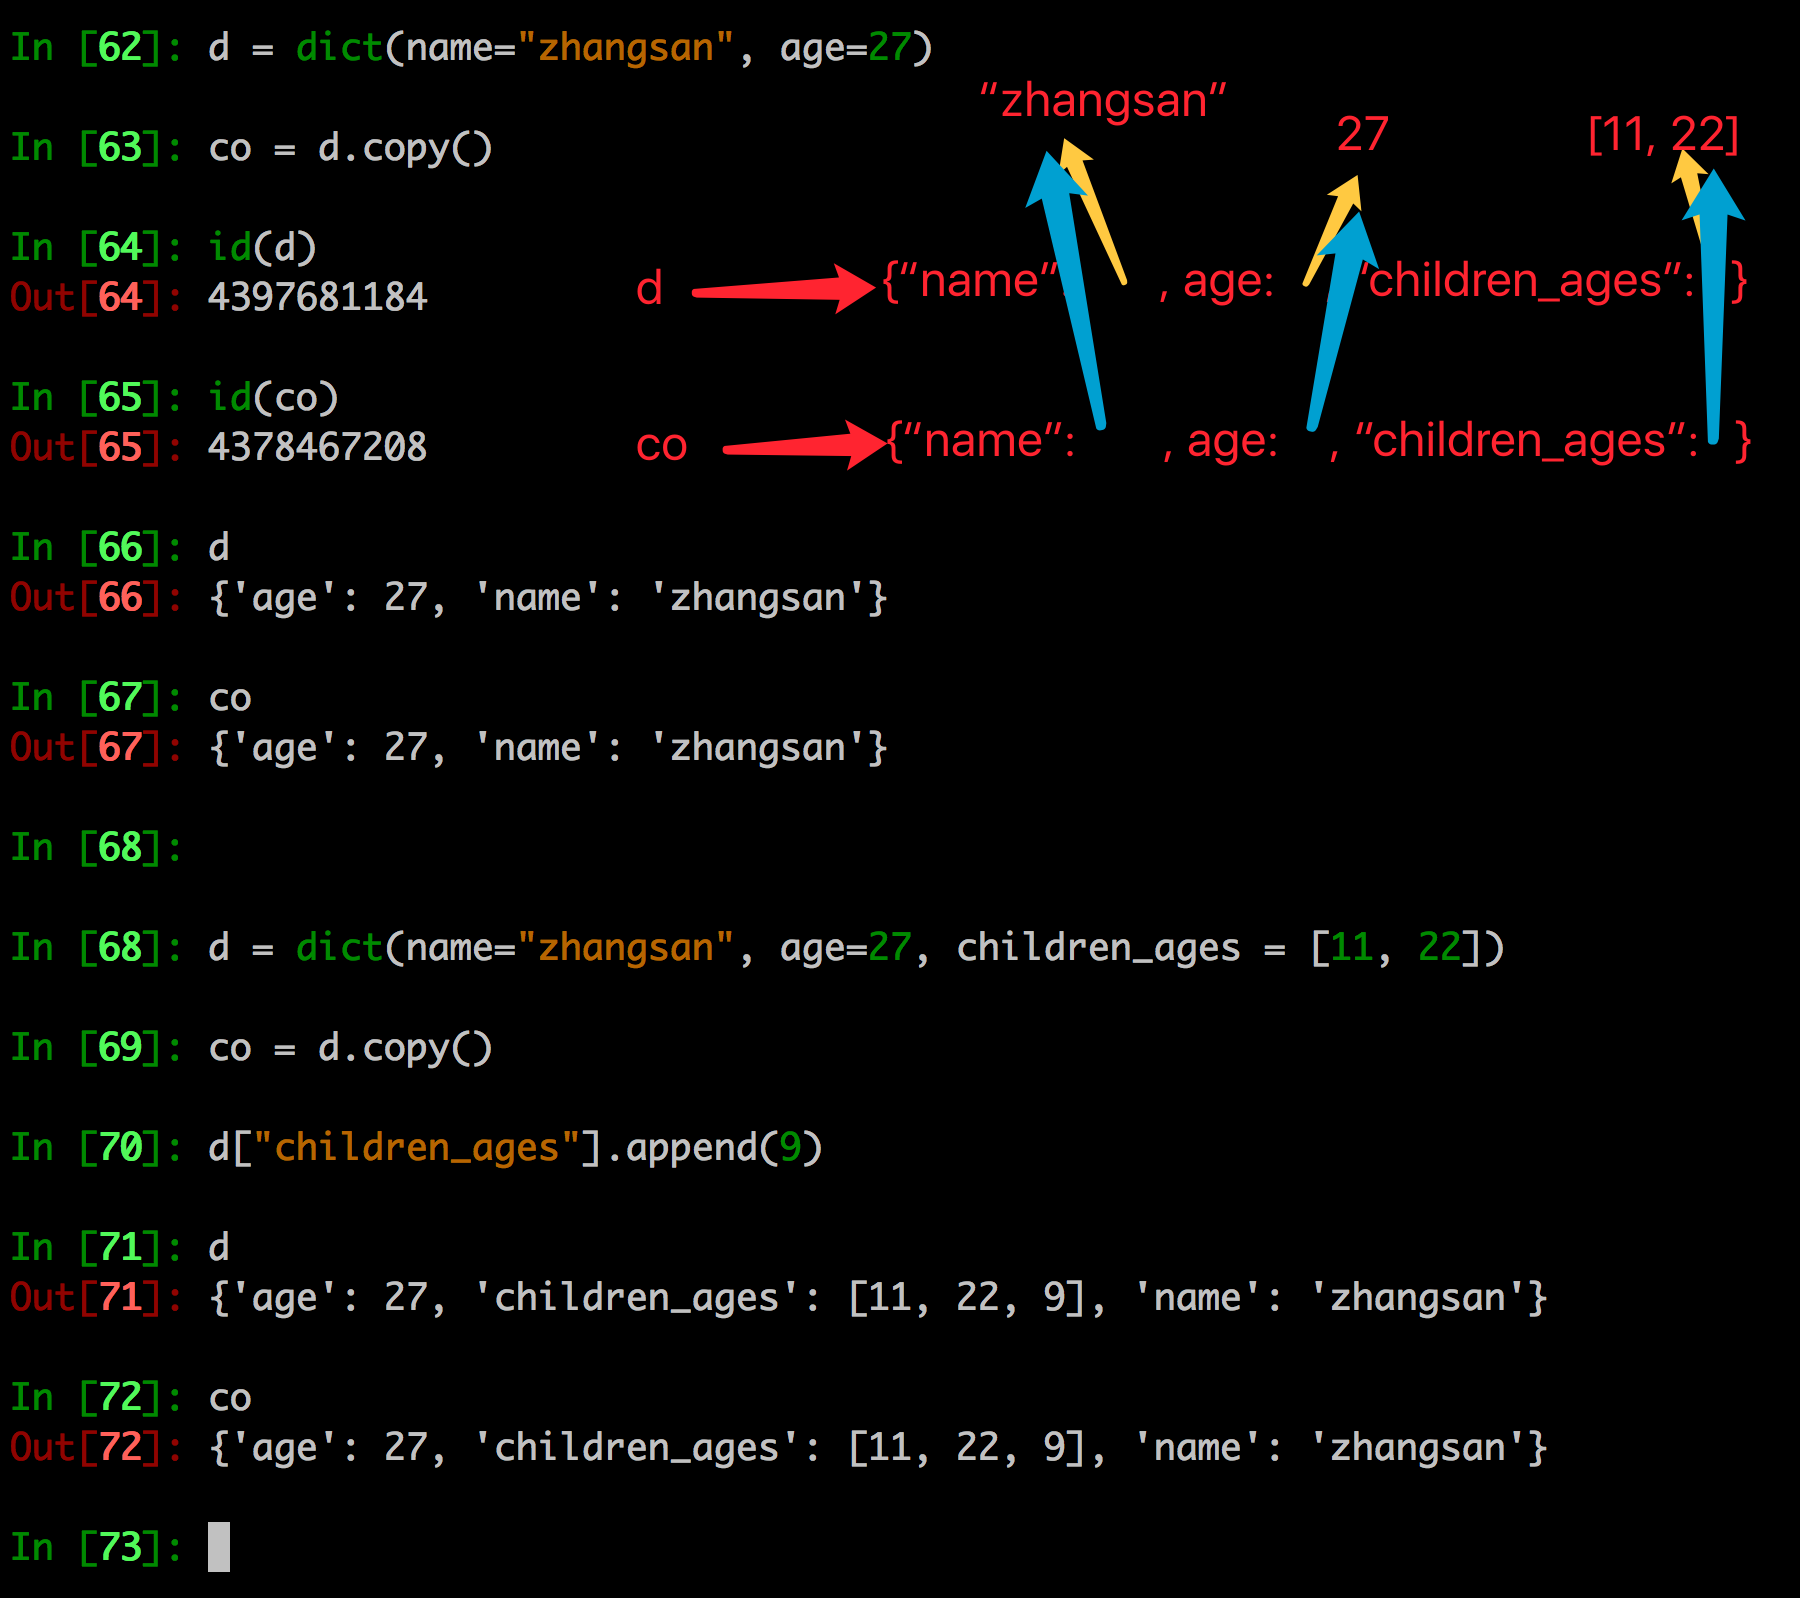 In [62]: d = dict(name="zhangsan", age=27)
“zhangsan”
27
[11, 22]
In [63]: co = d.copy()
In [64]: id(d)
Out[64]: 4397681184
d
{“name”: , age: “children_ages”: }
In [65]: id(co)
Out[65]: 4378467208
co
{“name”: , age: , “children_ages”: }
In [66]: d
Out[66]: {'age': 27, 'name': 'zhangsan'}
In [67]: co
Out[67]: {'age': 27, 'name': 'zhangsan'}
In [68]:
In [68]: d = dict(name="zhangsan", age=27, children_ages = [11, 22])
In [69]: co = d.copy()
In [70]: d["children_ages"].append(9)
In [71]: d
Out[71]: {'age': 27, 'children_ages': [11, 22, 9], 'name': 'zhangsan'}
In [72]: co
Out[72]: {'age': 27, 'children_ages': [11, 22, 9], 'name': 'zhangsan'}
In [73]: